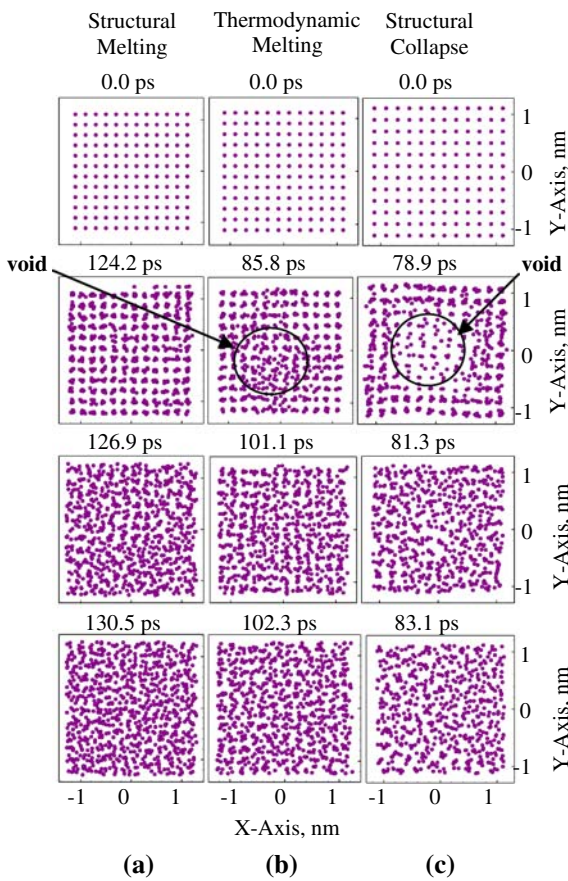 Structural Melting
Thermodynamic Melting
Structural Collapse
0.0 ps
0.0 ps
0.0 ps
1
0
-1
Y-Axis, nm
void
124.2 ps
85.8 ps
78.9 ps
void
1
0
-1
Y-Axis, nm
126.9 ps
101.1 ps
81.3 ps
1
0
-1
Y-Axis, nm
130.5 ps
102.3 ps
83.1 ps
1
0
-1
Y-Axis, nm
-1 0 1
-1 0 1
-1 0 1
X-Axis, nm
(a)
(b)
(c)